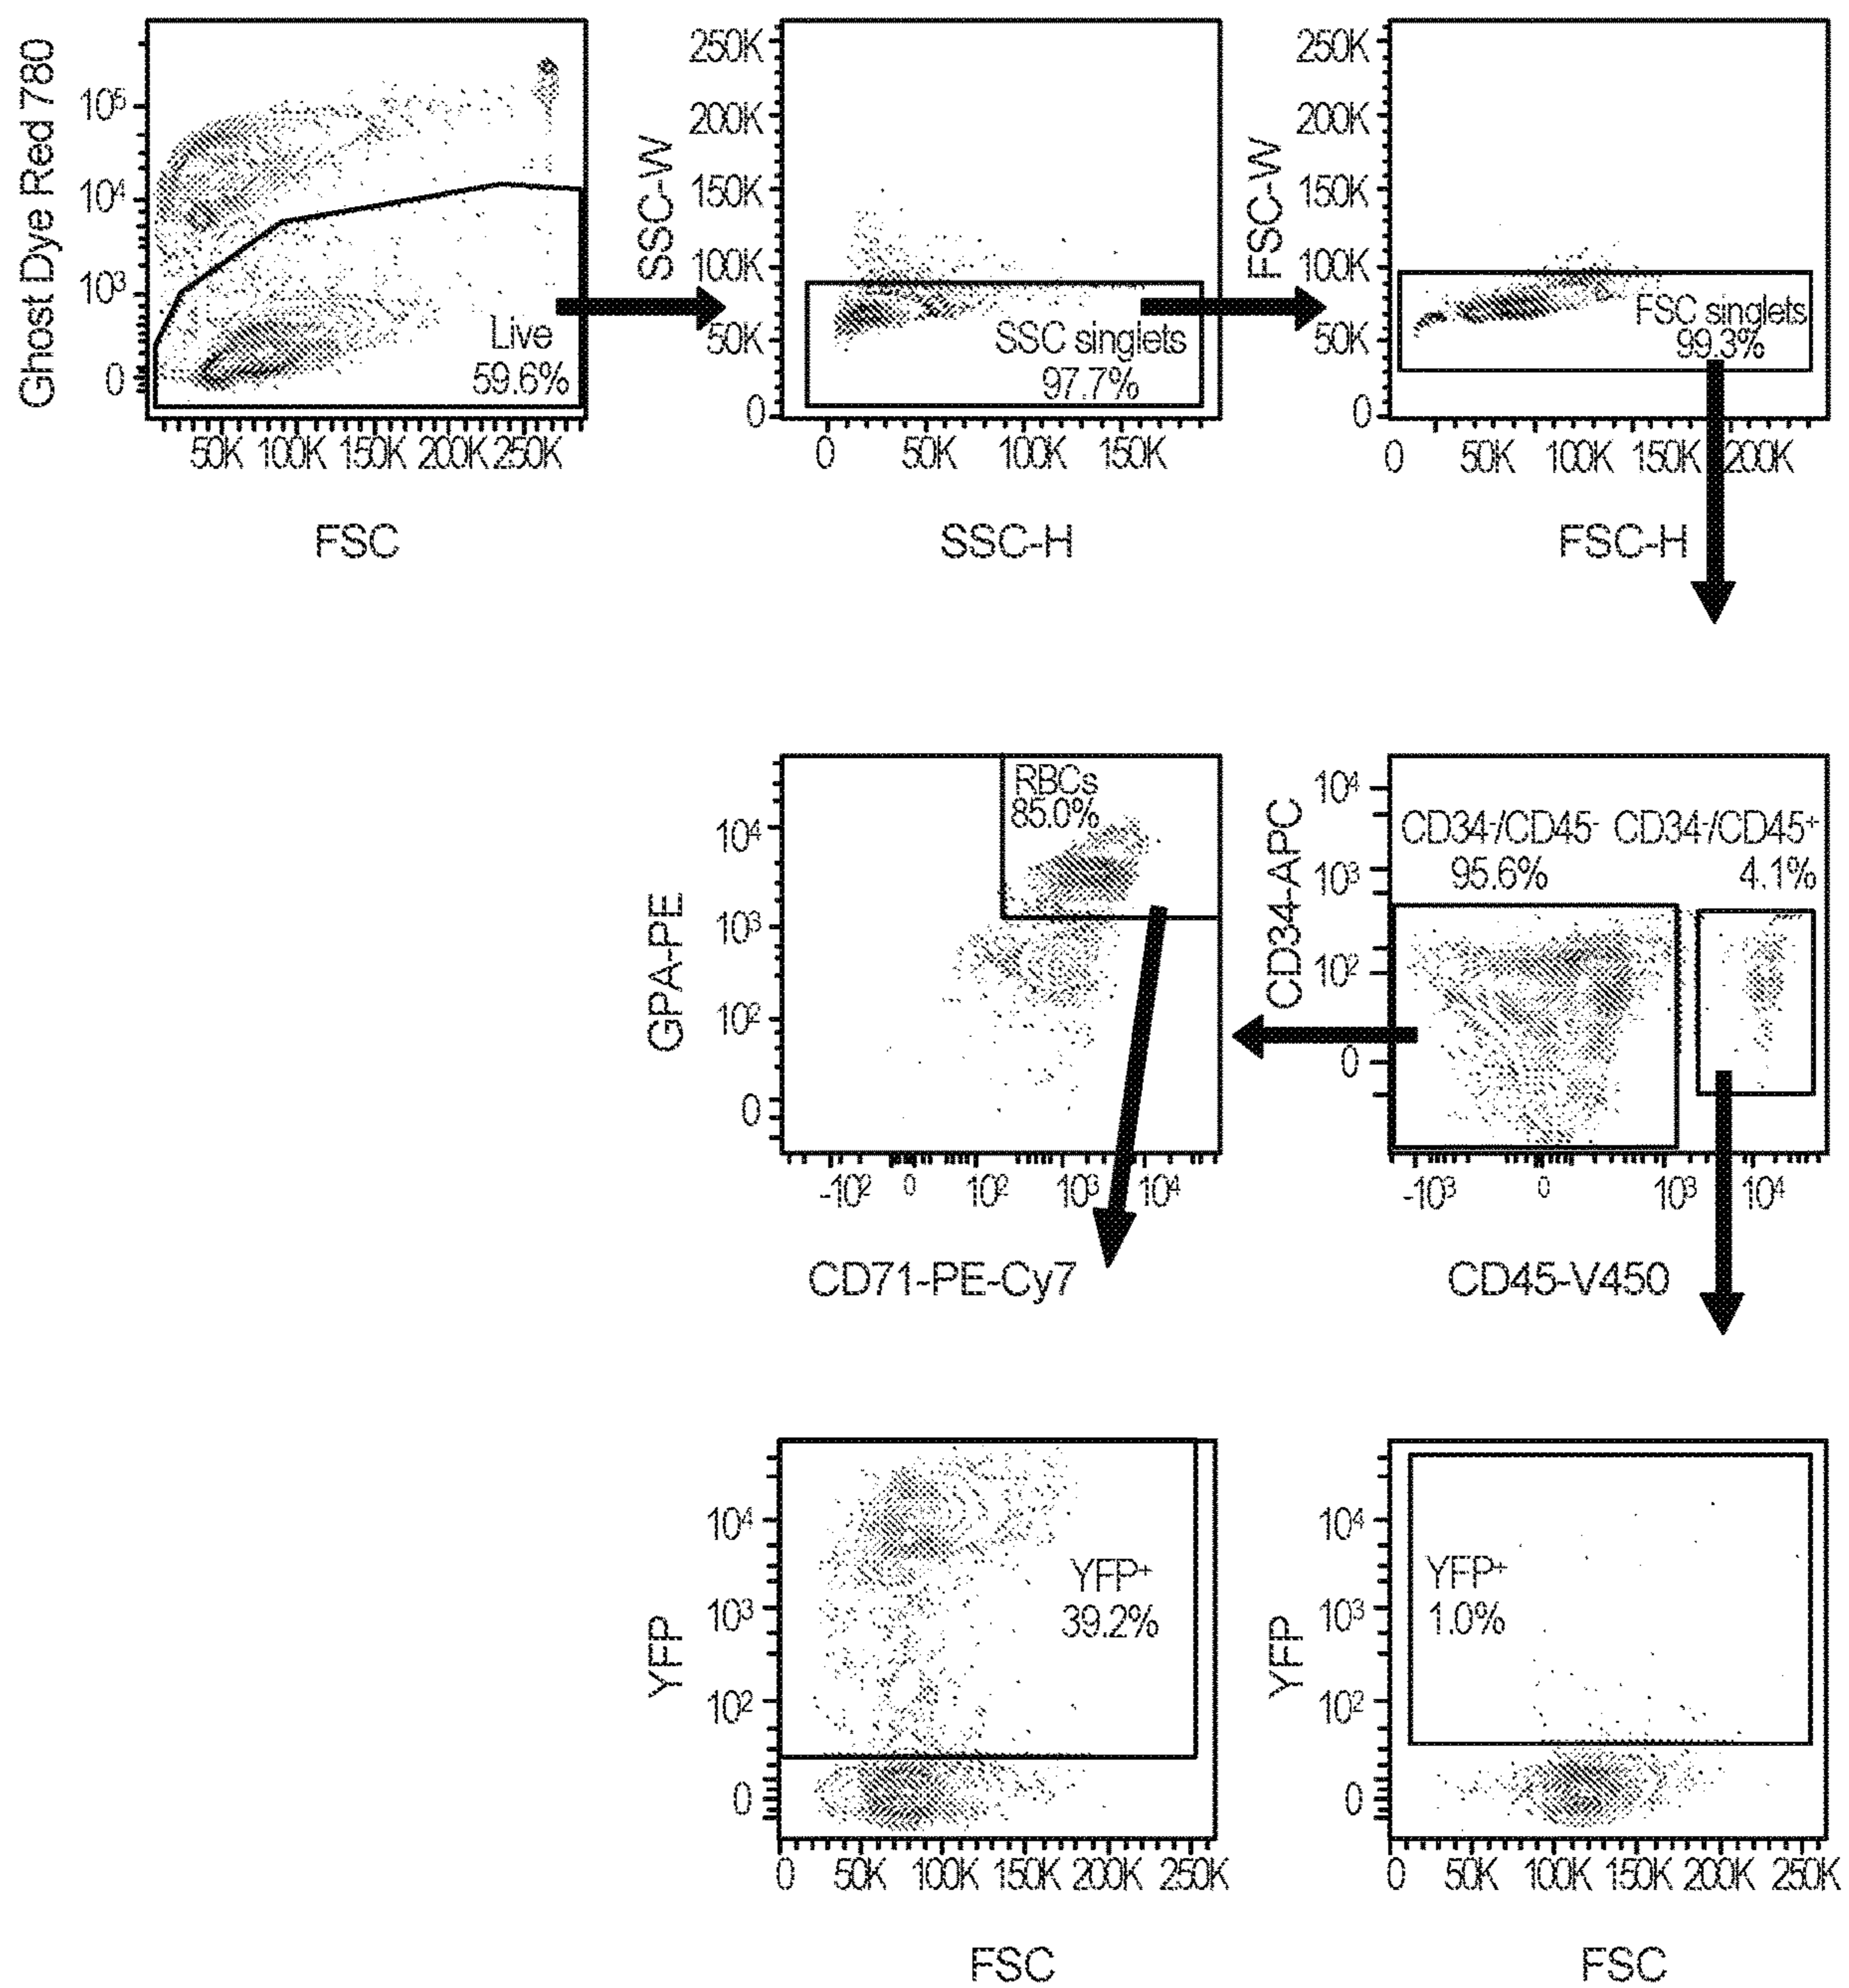 Ghost Dye Red 780
10⁵
10⁴
10³
0
Live
59.6%
50K 100K 150K 200K 250K
FSC
SSC-W
250K
200K
150K
100K
50K
0
SSC singlets
97.7%
0 50K 100K 150K
SSC-H
FSC-W
250K
200K
150K
100K
50K
0
FSC singlets
99.3%
0 50K 100K 150K 200K
FSC-H
GPA-PE
10⁴
10³
10²
0
RBCs
85.0%
-10² 0 10² 10³ 10⁴
CD71-PE-Cy7
CD34-APC
10⁴
10³
10²
0
CD34⁻/CD45⁻ CD34⁻/CD45⁺
95.6% 4.1%
-10³ 0 10³ 10⁴
CD45-V450
YFP
10⁴
10³
10²
0
YFP⁺
39.2%
0 50K 100K 150K 200K 250K
FSC
YFP
10⁴
10³
10²
0
YFP⁺
1.0%
0 50K 100K 150K 200K 250K
FSC